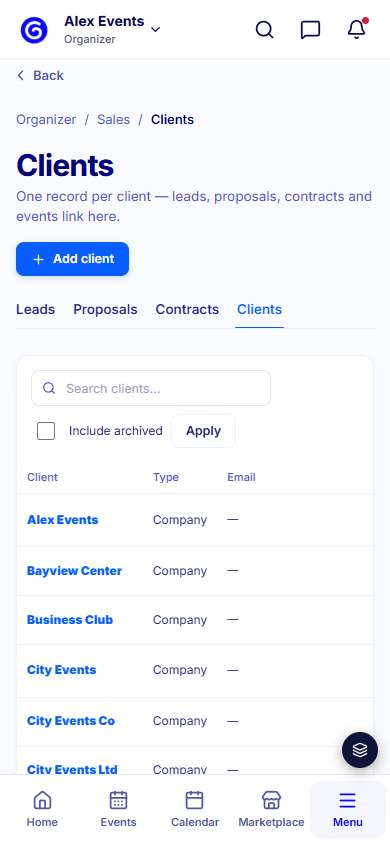 Alex Events
Organizer
Back
Organizer / Sales / Clients
Clients
One record per client — leads, proposals, contracts and
events link here.
+ Add client
Leads Proposals Contracts Clients
Search clients...
Include archived Apply
Client Type Email
Alex Events Company —
Bayview Center Company —
Business Club Company —
City Events Company —
City Events Co Company —
City Events Ltd Company
Home Events Calendar Marketplace Menu